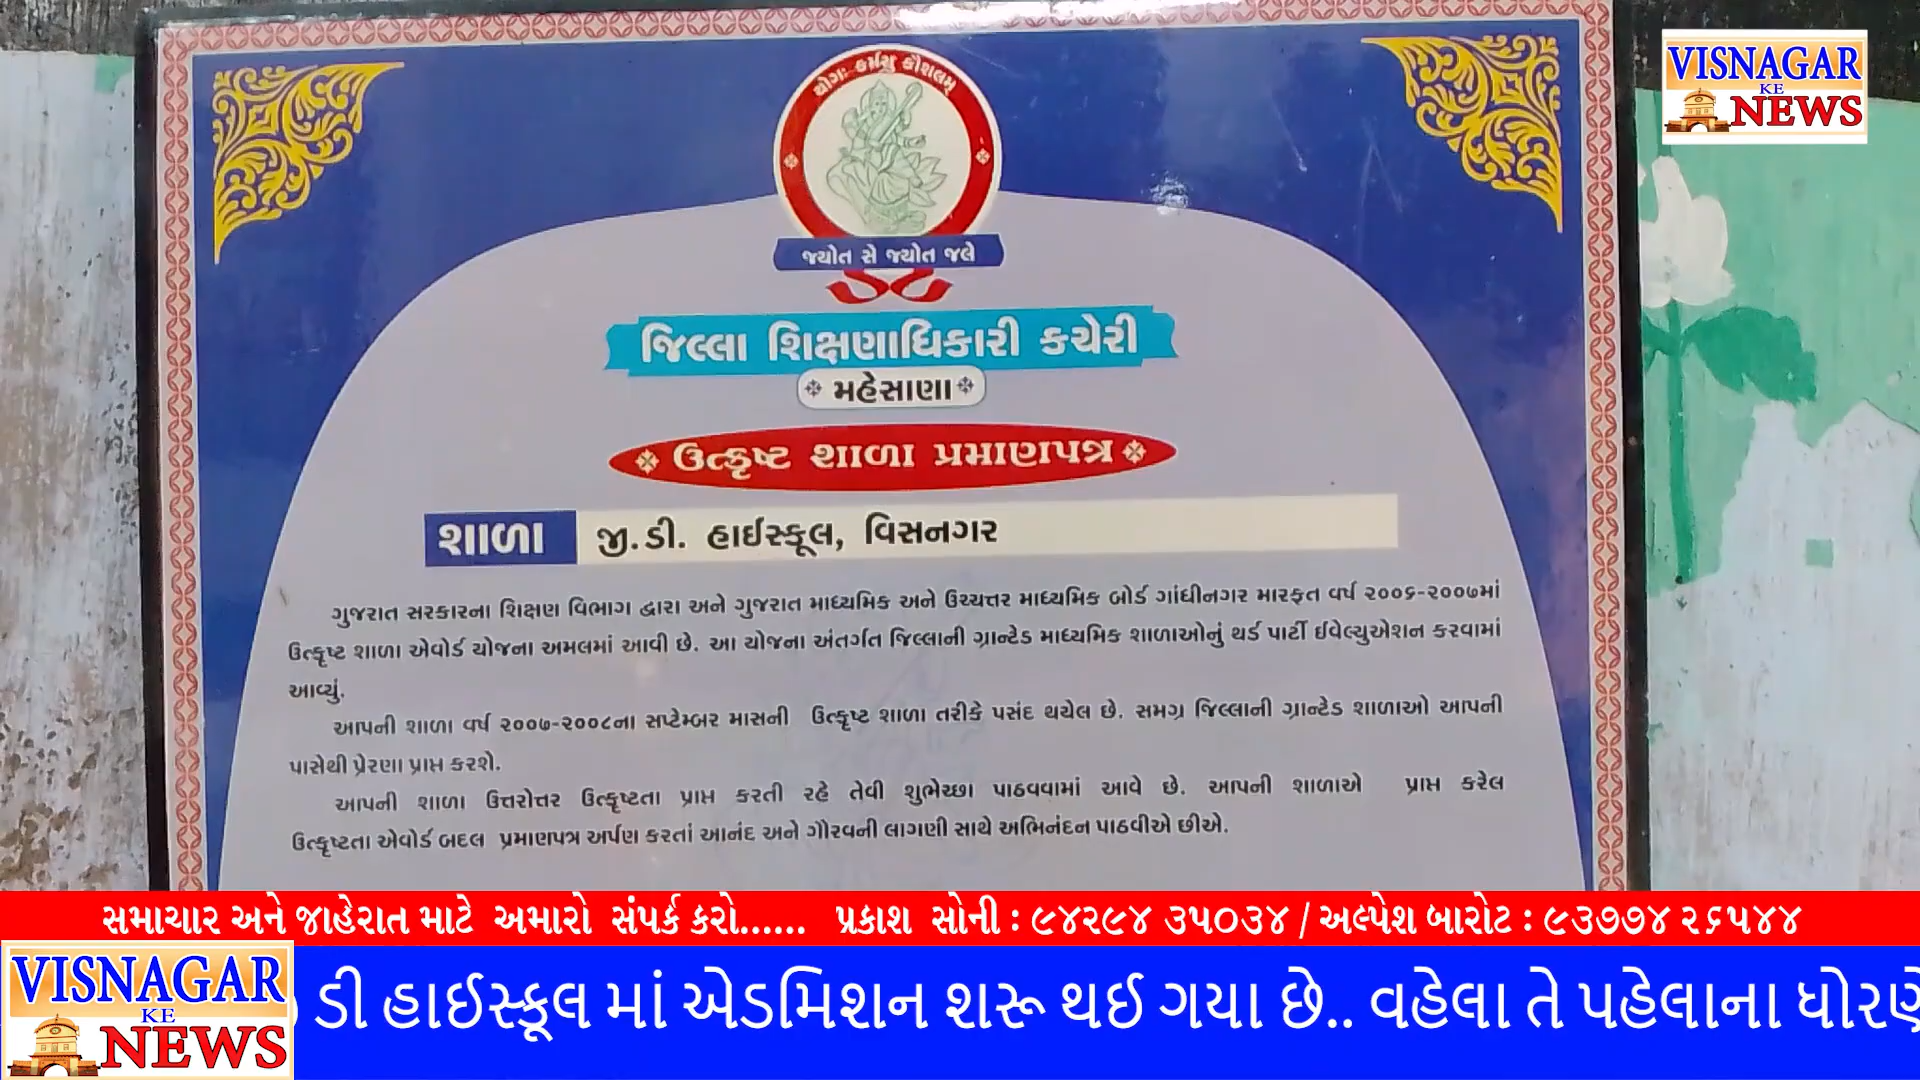 યોગઃ કર્મસુ કૌશલમ્
VISNAGAR
KE
NEWS
જ્યોત સે જ્યોત જલે
જિલ્લા શિક્ષણાધિકારી કચેરી
મહેસાણા
ઉત્કૃષ્ટ શાળા પ્રમાણપત્ર
શાળા જી.ડી. હાઈસ્કૂલ, વિસનગર
ગુજરાત સરકારના શિક્ષણ વિભાગ દ્વારા અને ગુજરાત માધ્યમિક અને ઉચ્ચત્તર માધ્યમિક બોર્ડ ગાંધીનગર મારફત વર્ષ ૨૦૦૬-૨૦૦૭માં
ઉત્કૃષ્ટ શાળા એવોર્ડ યોજના અમલમાં આવી છે. આ યોજના અંતર્ગત જિલ્લાની ગ્રાન્ટેડ માધ્યમિક શાળાઓનું થર્ડ પાર્ટી ઈવેલ્યુએશન કરવામાં
આવ્યું.
આપની શાળા વર્ષ ૨૦૦૭-૨૦૦૮ના સપ્ટેમ્બર માસની ઉત્કૃષ્ટ શાળા તરીકે પસંદ થયેલ છે. સમગ્ર જિલ્લાની ગ્રાન્ટેડ શાળાઓ આપની
પાસેથી પ્રેરણા પ્રાપ્ત કરશે.
આપની શાળા ઉત્તરોત્તર ઉત્કૃષ્ટતા પ્રાપ્ત કરતી રહે તેવી શુભેચ્છા પાઠવવામાં આવે છે. આપની શાળાએ પ્રાપ્ત કરેલ
ઉત્કૃષ્ટતા એવોર્ડ બદલ પ્રમાણપત્ર અર્પણ કરતાં આનંદ અને ગૌરવની લાગણી સાથે અભિનંદન પાઠવીએ છીએ.
સમાચાર અને જાહેરાત માટે અમારો સંપર્ક કરો...... પ્રકાશ સોની : ૯૪૨૯૪ ૩૫૦૩૪ / અલ્પેશ બારોટ : ૯૩૭૭૪ ૨૬૫૪૪
VISNAGAR
KE
NEWS
ડી હાઈસ્કૂલ માં એડમિશન શરૂ થઈ ગયા છે.. વહેલા તે પહેલાના